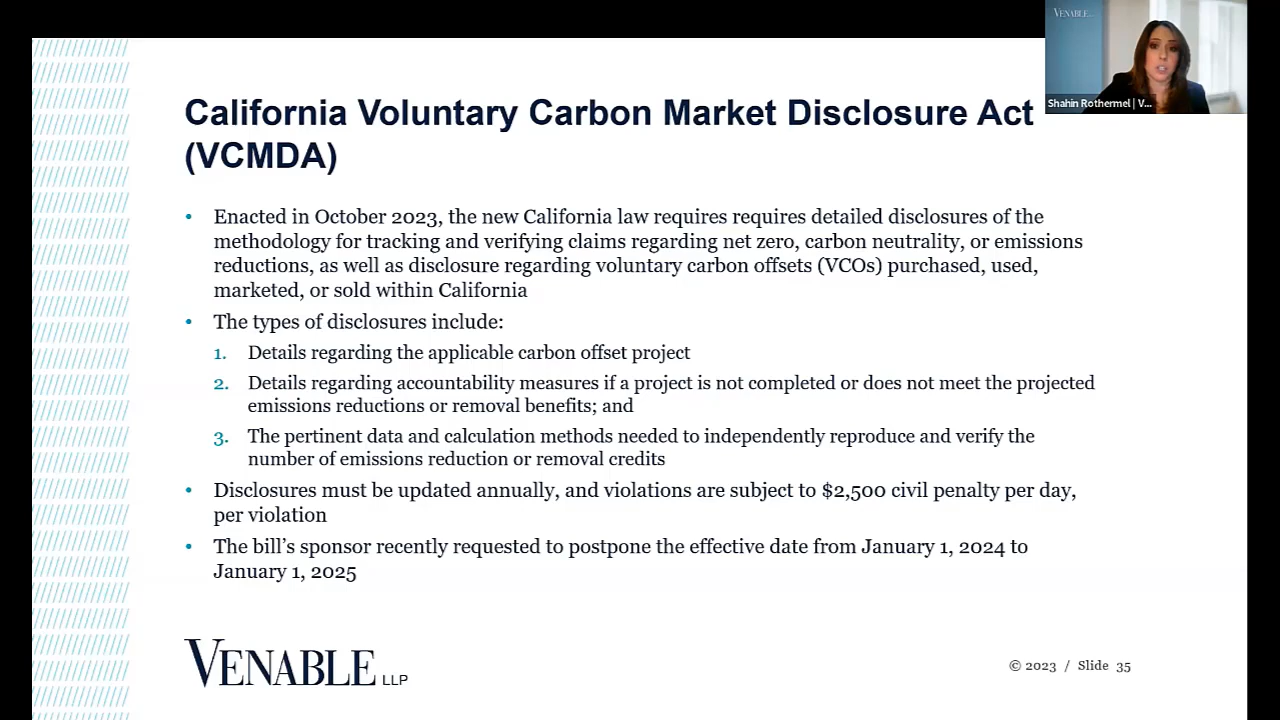 VENABLE
Shahin Rothermel | V...
California Voluntary Carbon Market Disclosure Act
(VCMDA)
• Enacted in October 2023, the new California law requires requires detailed disclosures of the
methodology for tracking and verifying claims regarding net zero, carbon neutrality, or emissions
reductions, as well as disclosure regarding voluntary carbon offsets (VCOs) purchased, used,
marketed, or sold within California
• The types of disclosures include:
1. Details regarding the applicable carbon offset project
2. Details regarding accountability measures if a project is not completed or does not meet the projected
emissions reductions or removal benefits; and
3. The pertinent data and calculation methods needed to independently reproduce and verify the
number of emissions reduction or removal credits
• Disclosures must be updated annually, and violations are subject to $2,500 civil penalty per day,
per violation
• The bill's sponsor recently requested to postpone the effective date from January 1, 2024 to
January 1, 2025
VENABLE LLP
© 2023 / Slide 35